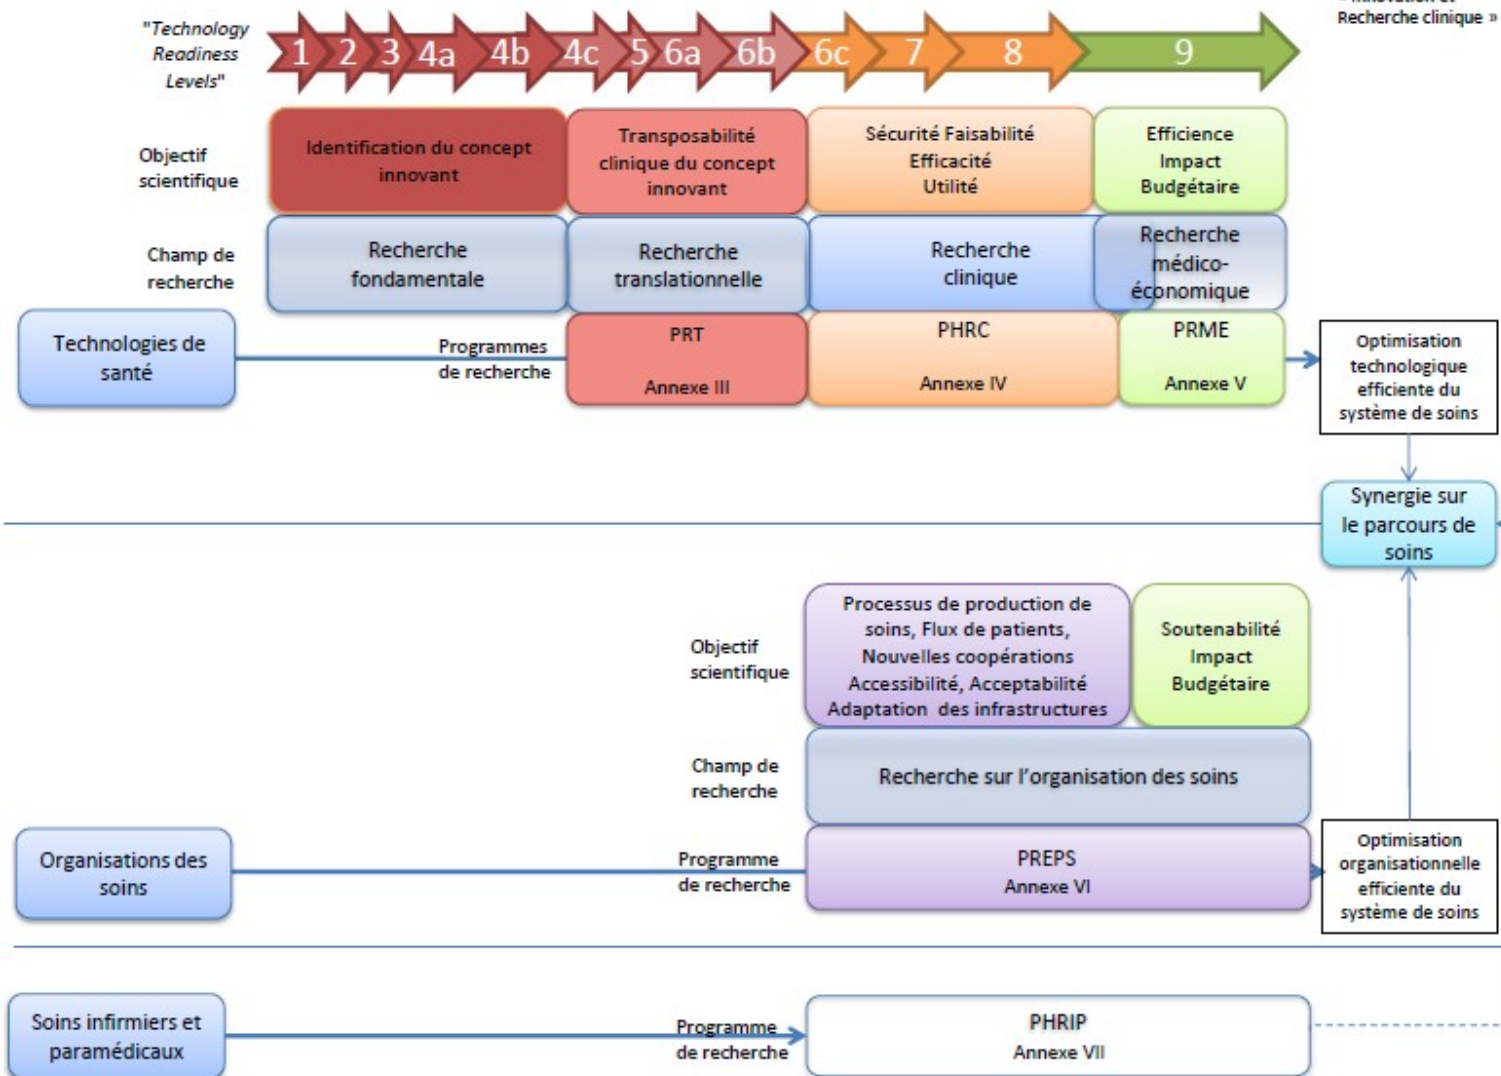 Recherche clinique »
"Technology
Readiness
Levels"
1 2 3 4a 4b 4c 5 6a 6b 6c 7 8 9
Objectif
scientifique
Identification du concept
innovant
Transposabilité
clinique du concept
innovant
Sécurité Faisabilité
Efficacité
Utilité
Efficience
Impact
Budgétaire
Champ de
recherche
Recherche
fondamentale
Recherche
translationnelle
Recherche
clinique
Recherche
médico-
économique
Technologies de
santé
Programmes
de recherche
PRT
Annexe III
PHRC
Annexe IV
PRME
Annexe V
Optimisation
technologique
efficiente du
système de soins
Synergie sur
le parcours de
soins
Objectif
scientifique
Processus de production de
soins, Flux de patients,
Nouvelles coopérations
Accessibilité, Acceptabilité
Adaptation des infrastructures
Soutenabilité
Impact
Budgétaire
Champ de
recherche
Recherche sur l'organisation des soins
Organisations des
soins
Programme
de recherche
PREPS
Annexe VI
Optimisation
organisationnelle
efficiente du
système de soins
Soins infirmiers et
paramédicaux
Programme
de recherche
PHRIP
Annexe VII